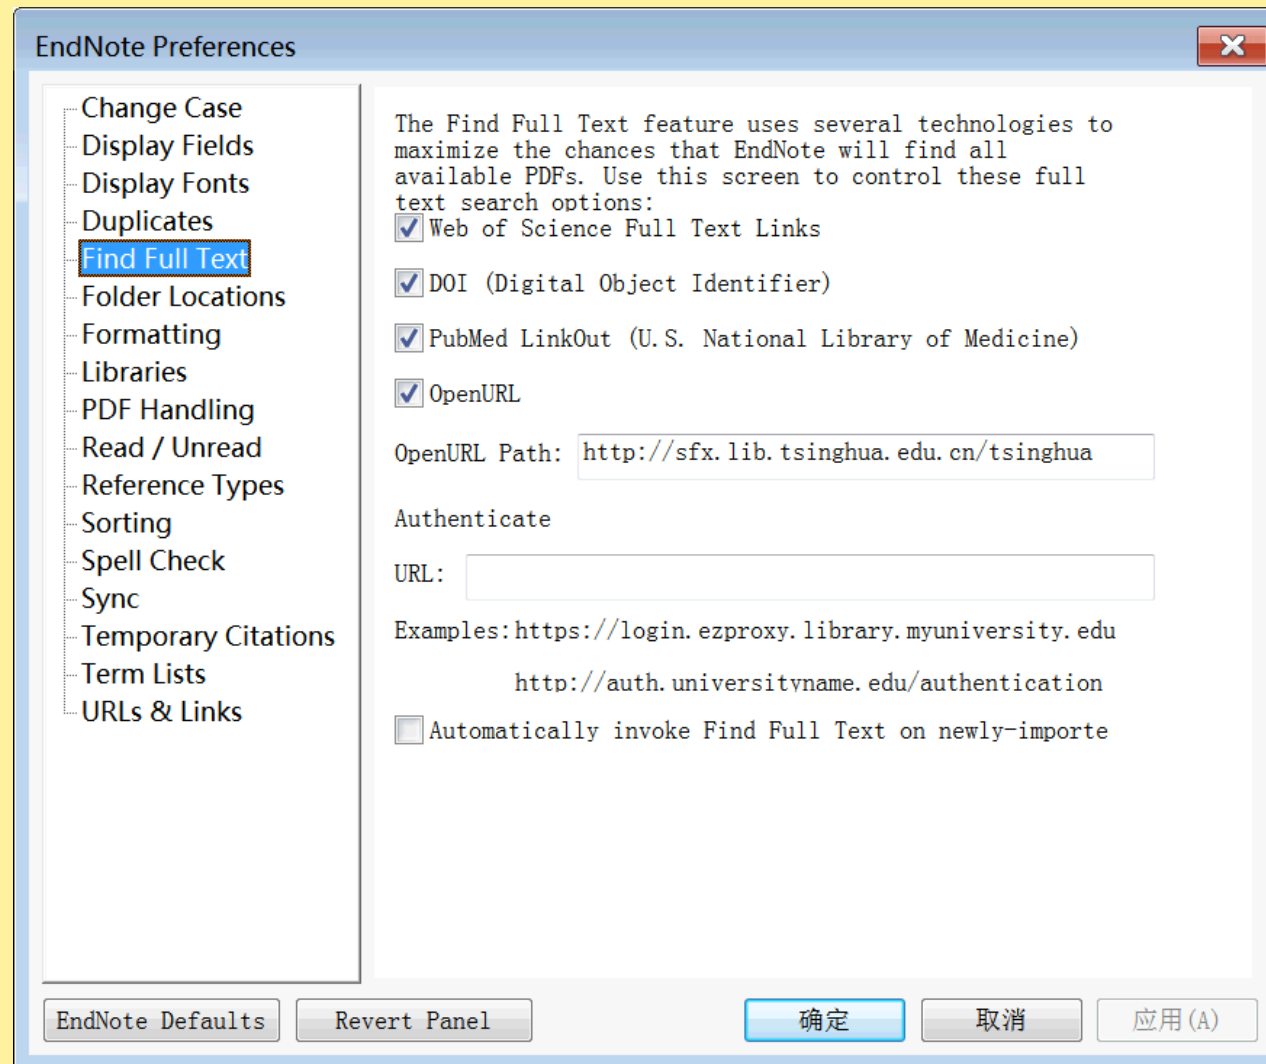 EndNote Preferences
Change Case
Display Fields
Display Fonts
Duplicates
Find Full Text
Folder Locations
Formatting
Libraries
PDF Handling
Read / Unread
Reference Types
Sorting
Spell Check
Sync
Temporary Citations
Term Lists
URLs & Links
The Find Full Text feature uses several technologies to
maximize the chances that EndNote will find all
available PDFs. Use this screen to control these full
text search options:
Web of Science Full Text Links
DOI (Digital Object Identifier)
PubMed LinkOut (U.S. National Library of Medicine)
OpenURL
OpenURL Path: http://sfx.lib.tsinghua.edu.cn/tsinghua
Authenticate
URL:
Examples: https://login.ezproxy.library.myuniversity.edu
http://auth.universityname.edu/authentication
Automatically invoke Find Full Text on newly-importe
EndNote Defaults
Revert Panel
确定
取消
应用(A)